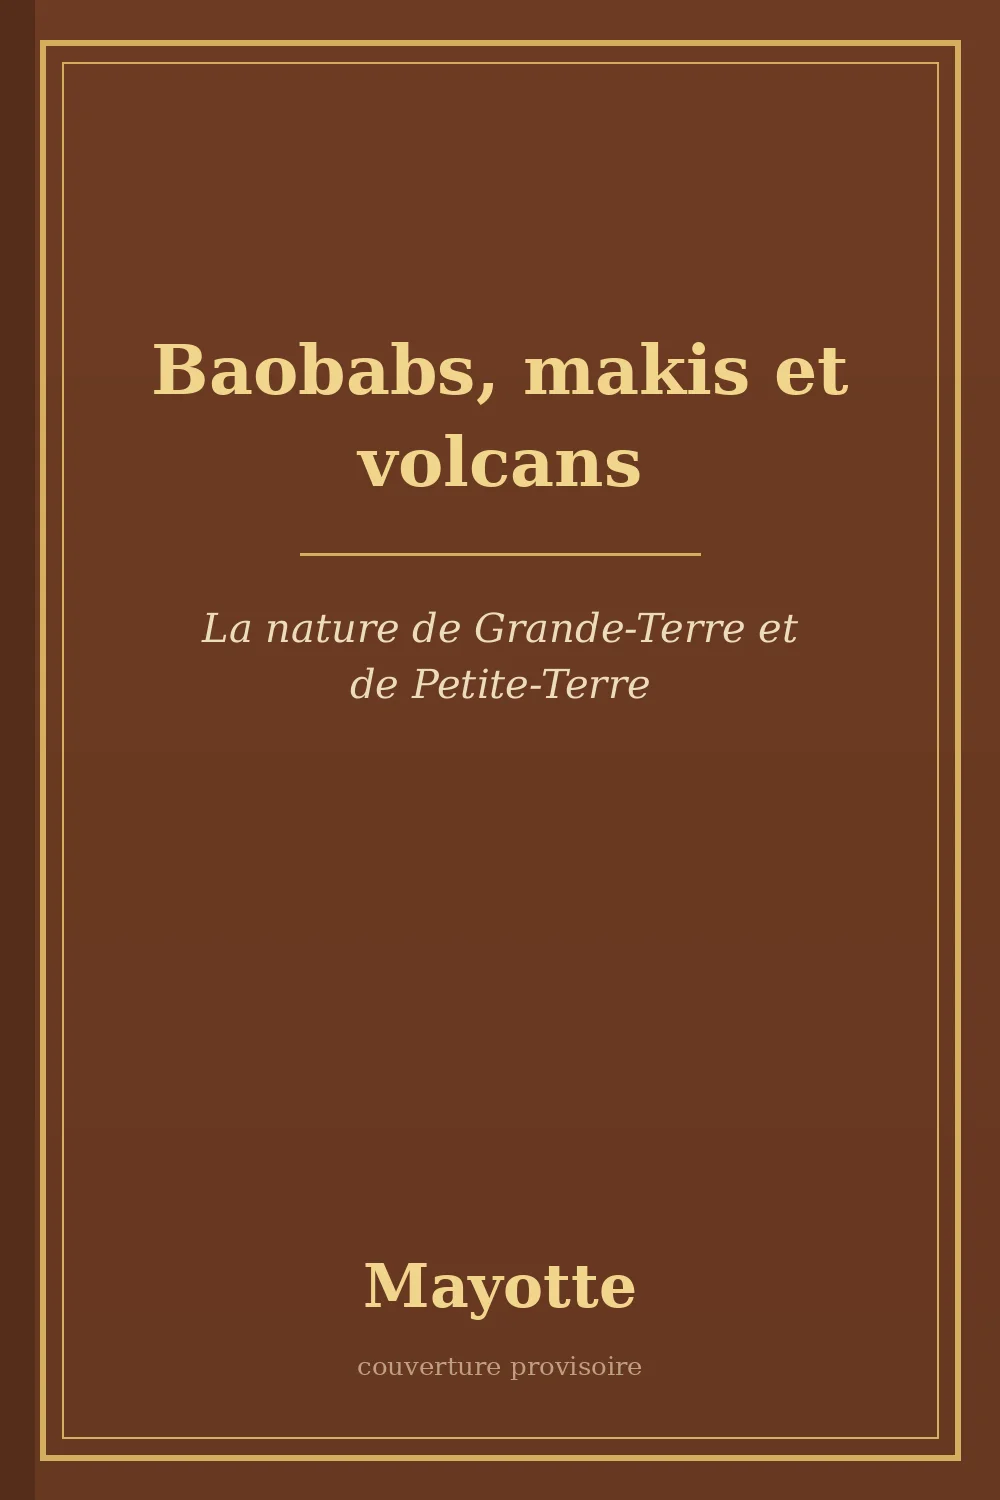 Baobabs, makis et
volcans
La nature de Grande-Terre et
de Petite-Terre
Mayotte
couverture provisoire